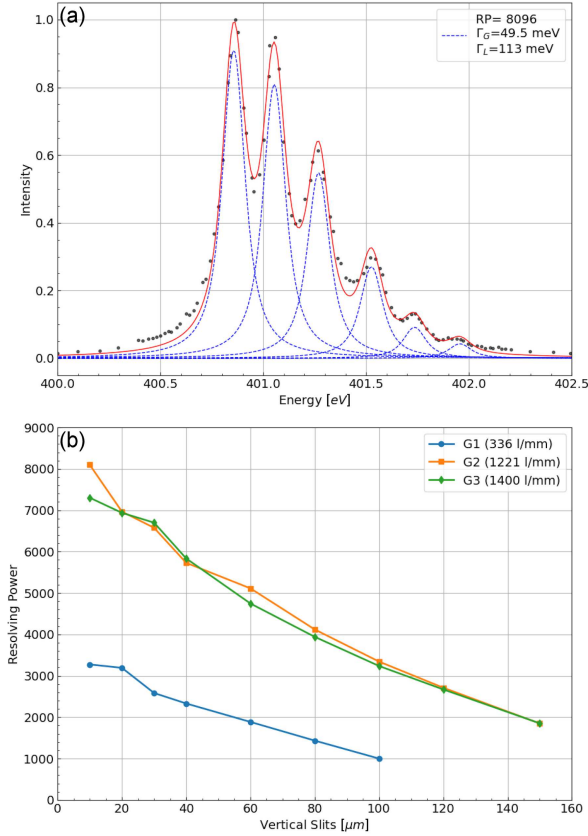 (a)
RP= 8096
Γ_G=49.5 meV
Γ_L=113 meV
1.0
0.8
0.6
0.4
0.2
0.0
Intensity
400.0 400.5 401.0 401.5 402.0 402.5
Energy [eV]
(b)
G1 (336 l/mm)
G2 (1221 l/mm)
G3 (1400 l/mm)
9000
8000
7000
6000
5000
4000
3000
2000
1000
0
Resolving Power
0 20 40 60 80 100 120 140 160
Vertical Slits [μm]